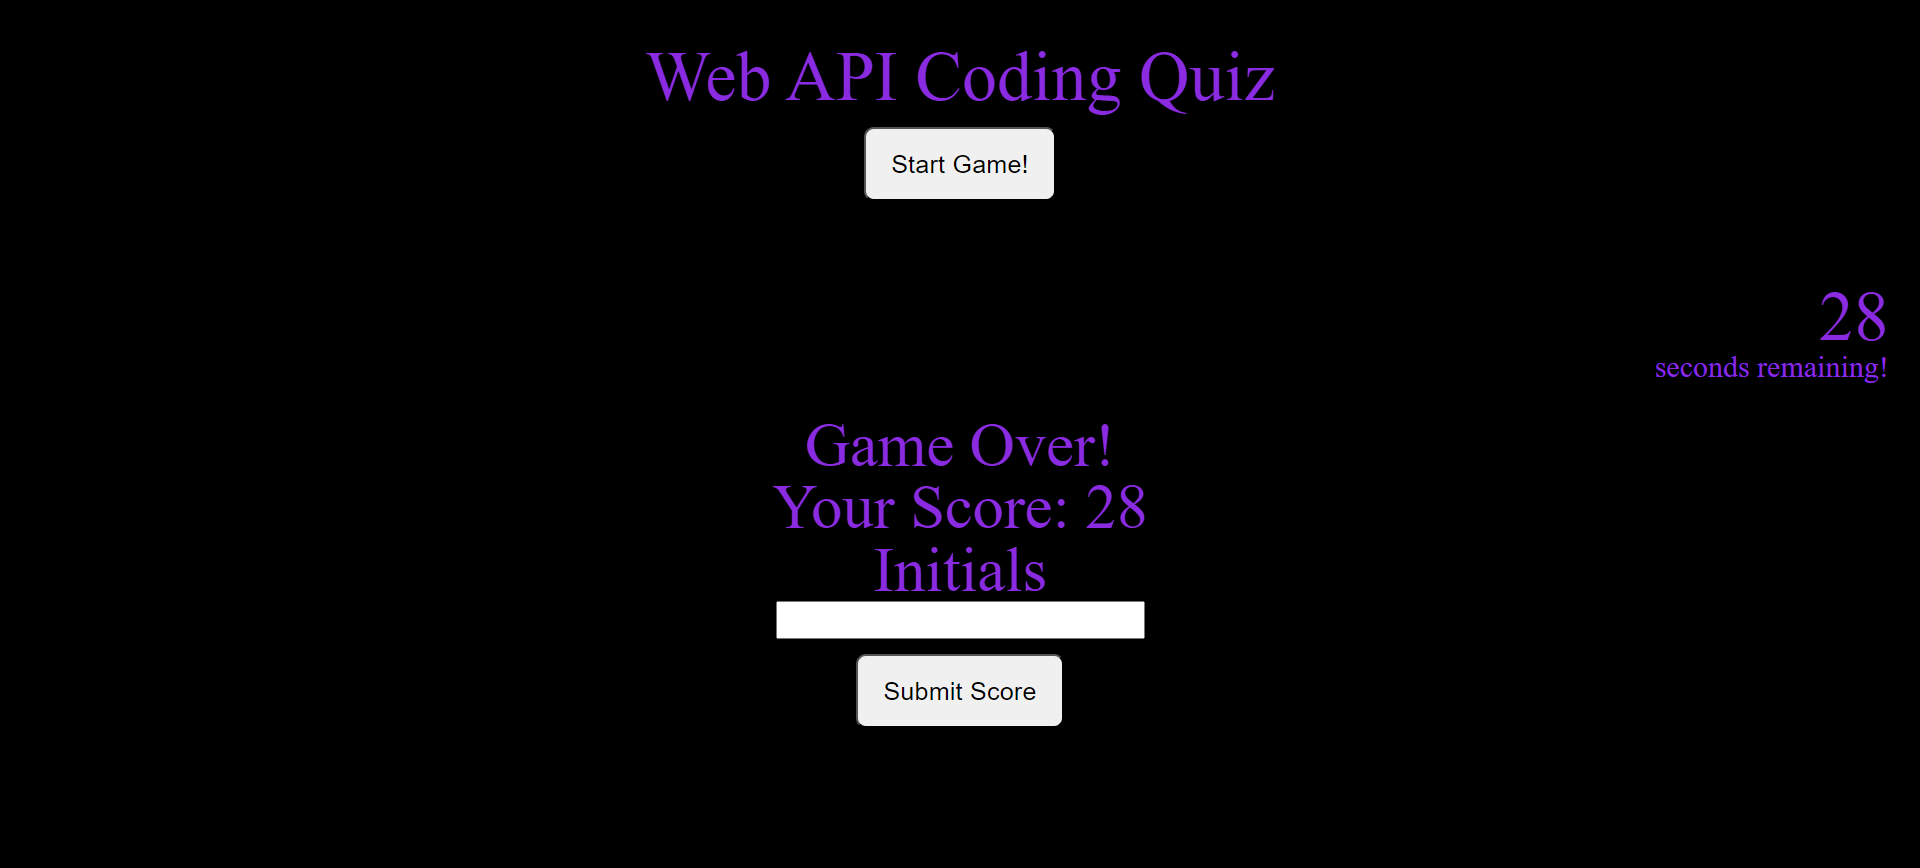 Web API Coding Quiz
Start Game!
28
seconds remaining!
Game Over!
Your Score: 28
Initials
Submit Score